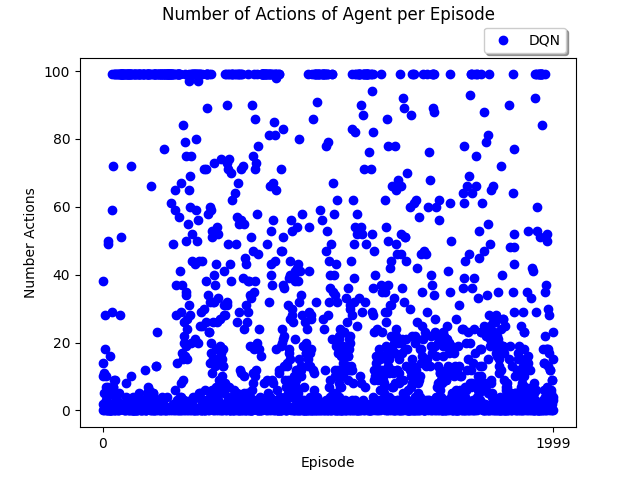 Number of Actions of Agent per Episode
DQN
100
80
60
40
20
0
Number Actions
0
1999
Episode